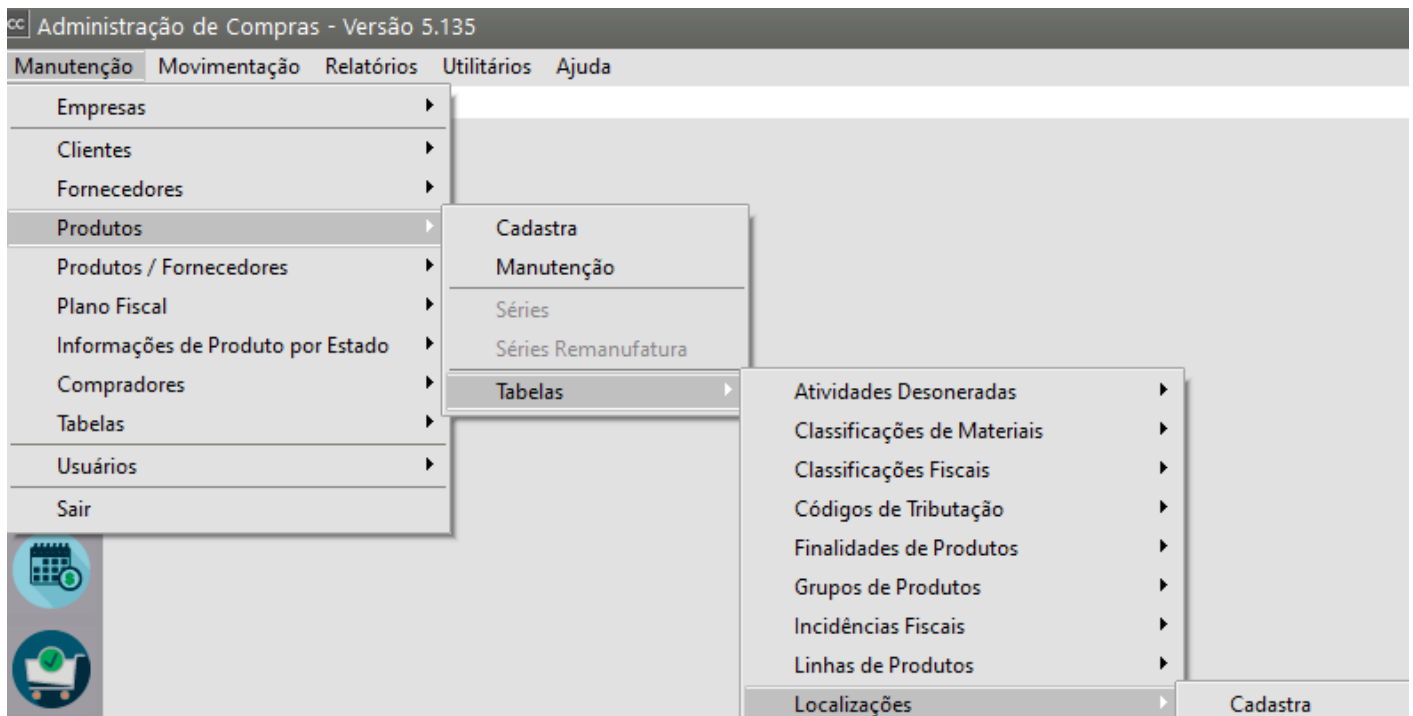 cc Administração de Compras - Versão 5.135
Manutenção Movimentação Relatórios Utilitários Ajuda
Empresas
Clientes
Fornecedores
Produtos
Produtos / Fornecedores
Plano Fiscal
Informações de Produto por Estado
Compradores
Tabelas
Usuários
Sair
Cadastra
Manutenção
Séries
Séries Remanufatura
Tabelas
Atividades Desoneradas
Classificações de Materiais
Classificações Fiscais
Códigos de Tributação
Finalidades de Produtos
Grupos de Produtos
Incidências Fiscais
Linhas de Produtos
Localizações
Cadastra